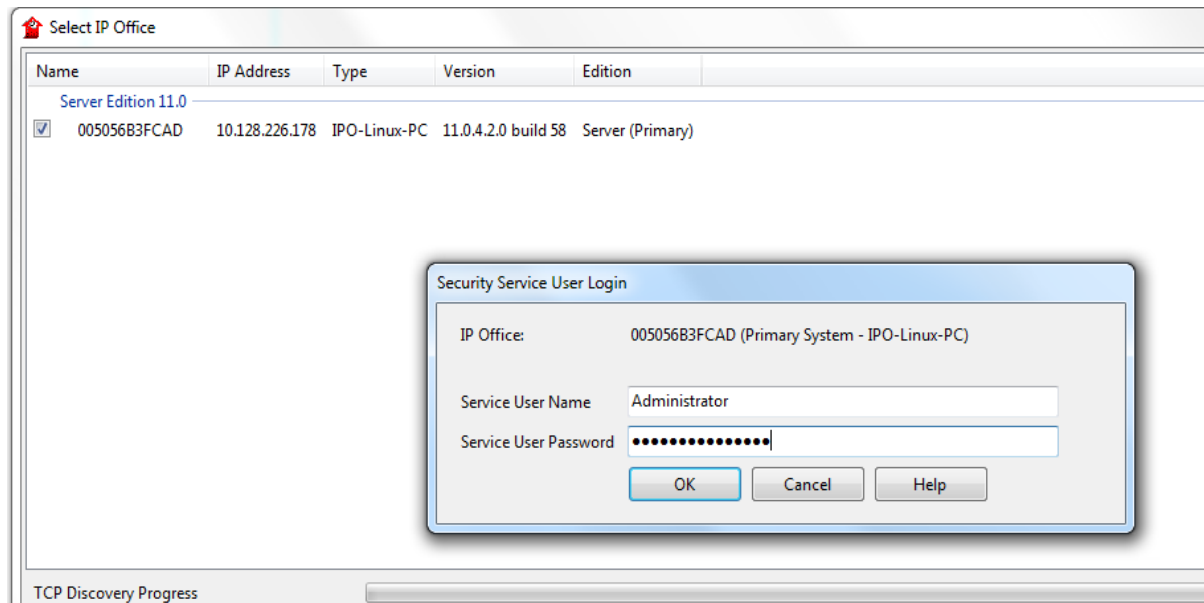 Select IP Office
Name IP Address Type Version Edition
Server Edition 11.0
005056B3FCAD 10.128.226.178 IPO-Linux-PC 11.0.4.2.0 build 58 Server (Primary)
Security Service User Login
IP Office: 005056B3FCAD (Primary System - IPO-Linux-PC)
Service User Name Administrator
Service User Password •••••••••••••••
OK Cancel Help
TCP Discovery Progress